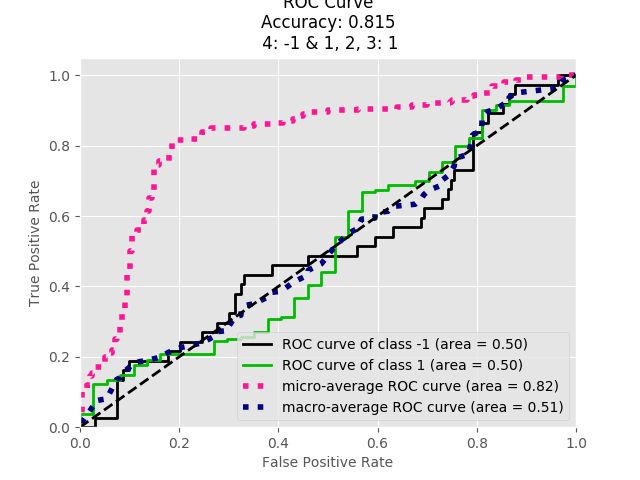 ROC Curve
Accuracy: 0.815
4: -1 & 1, 2, 3: 1
1.0
0.8
0.6
0.4
0.2
0.0
True Positive Rate
ROC curve of class -1 (area = 0.50)
ROC curve of class 1 (area = 0.50)
micro-average ROC curve (area = 0.82)
macro-average ROC curve (area = 0.51)
0.0 0.2 0.4 0.6 0.8 1.0
False Positive Rate